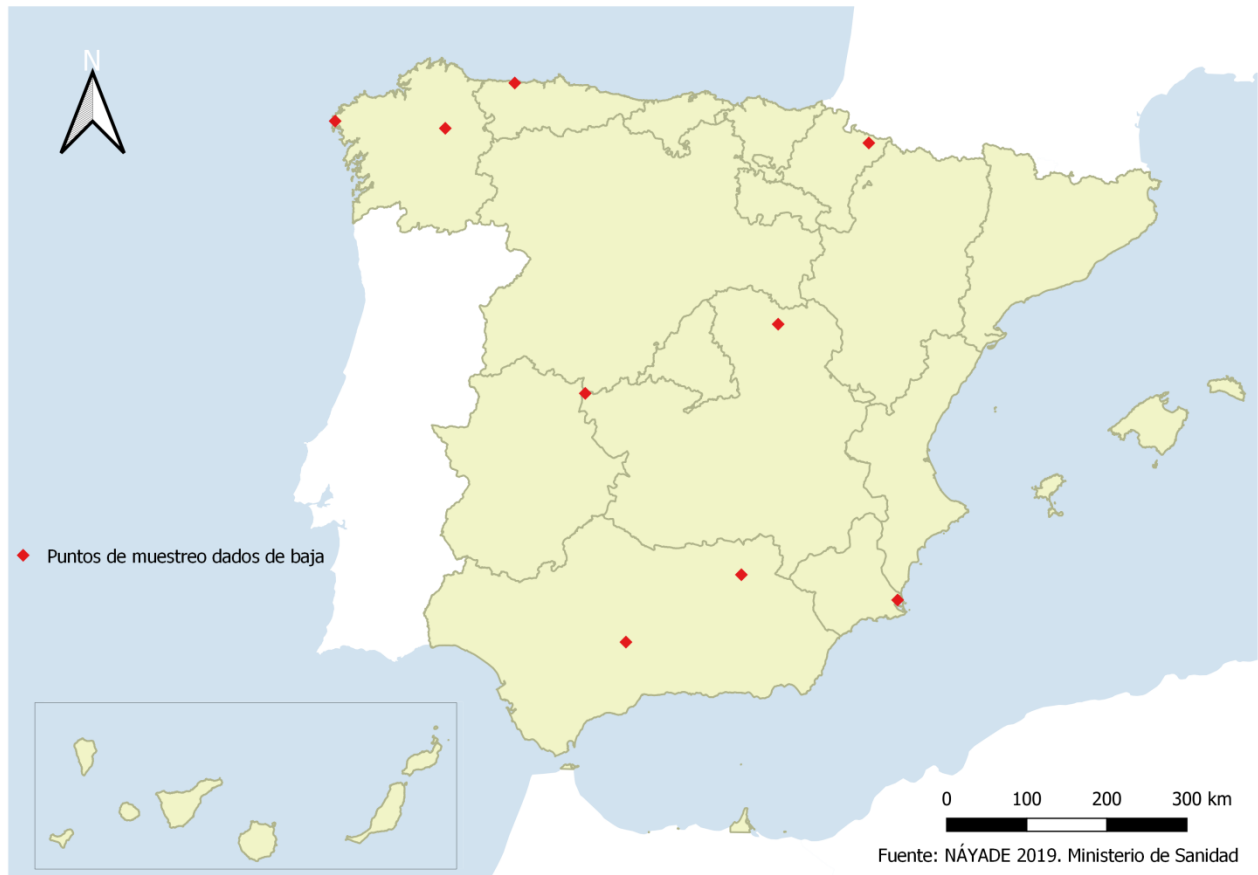 N
Puntos de muestreo dados de baja
0 100 200 300 km
Fuente: NÁYADE 2019. Ministerio de Sanidad